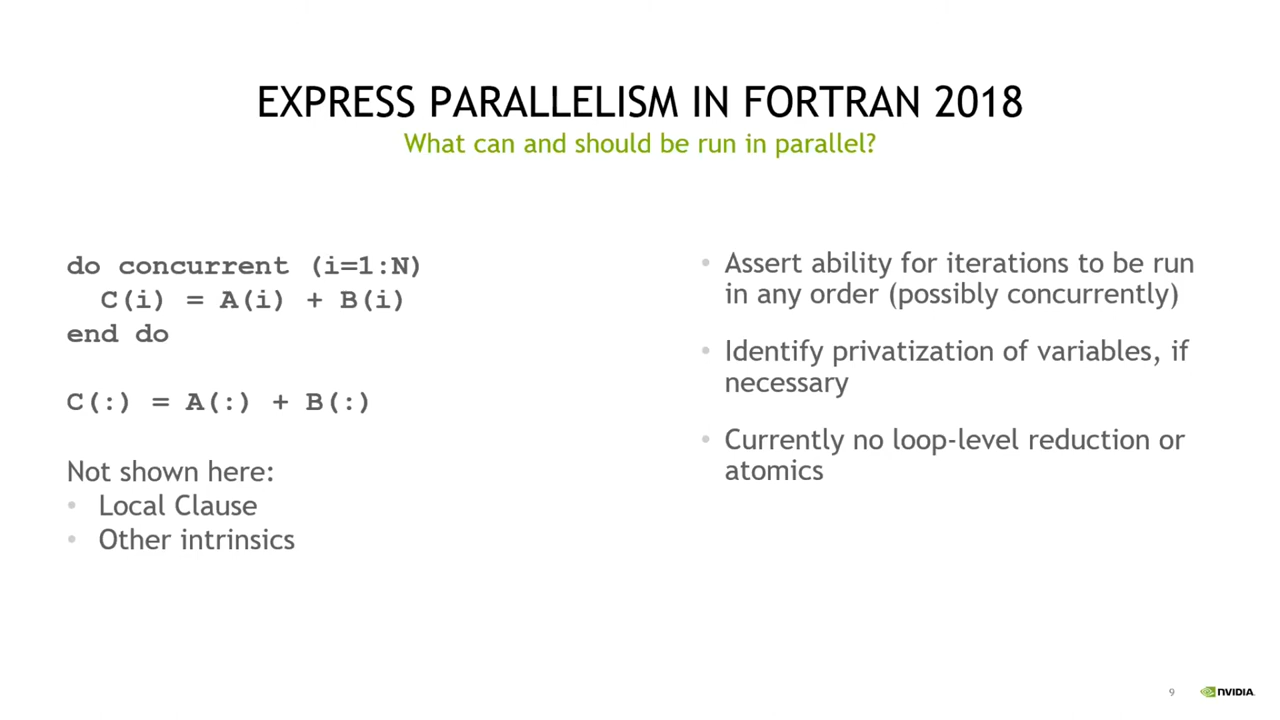 EXPRESS PARALLELISM IN FORTRAN 2018
What can and should be run in parallel?
do concurrent (i=1:N)
  C(i) = A(i) + B(i)
end do
C(:) = A(:) + B(:)
Not shown here:
• Local Clause
• Other intrinsics
• Assert ability for iterations to be run
in any order (possibly concurrently)
• Identify privatization of variables, if
necessary
• Currently no loop-level reduction or
atomics
9
NVIDIA.